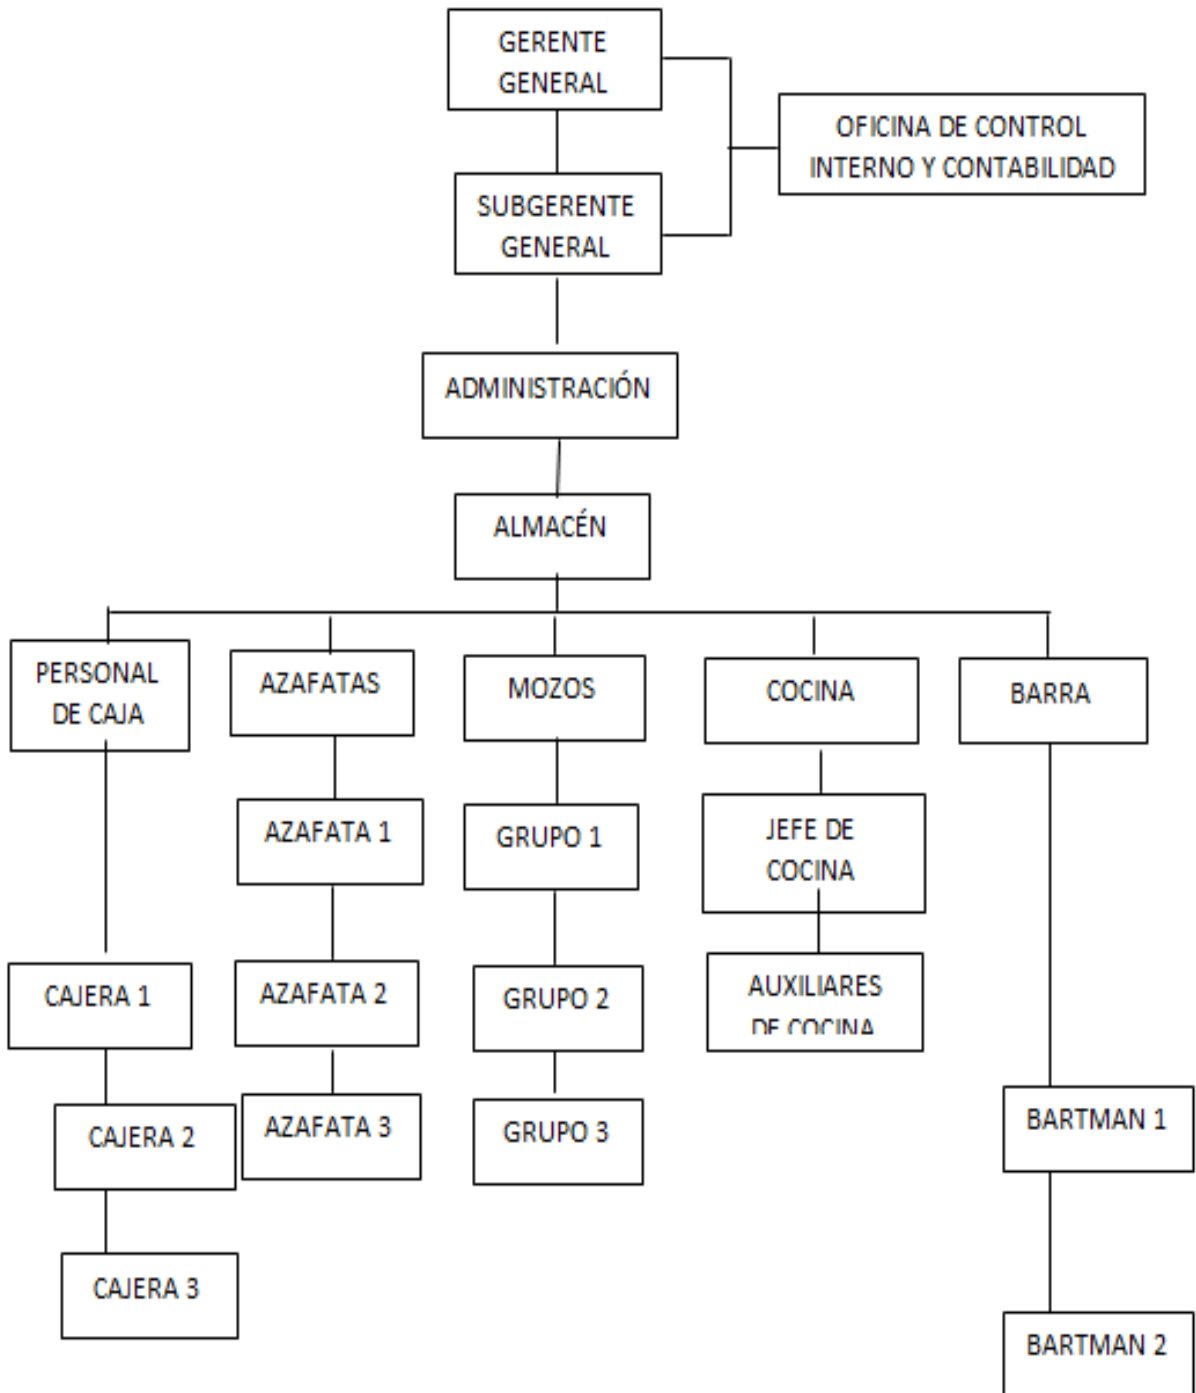 GERENTE
GENERAL
OFICINA DE CONTROL
INTERNO Y CONTABILIDAD
SUBGERENTE
GENERAL
ADMINISTRACIÓN
ALMACÉN
PERSONAL
DE CAJA
AZAFATAS
MOZOS
COCINA
BARRA
AZAFATA 1
GRUPO 1
JEFE DE
COCINA
CAJERA 1
AZAFATA 2
GRUPO 2
AUXILIARES
DE COCINA
CAJERA 2
AZAFATA 3
GRUPO 3
BARTMAN 1
CAJERA 3
BARTMAN 2